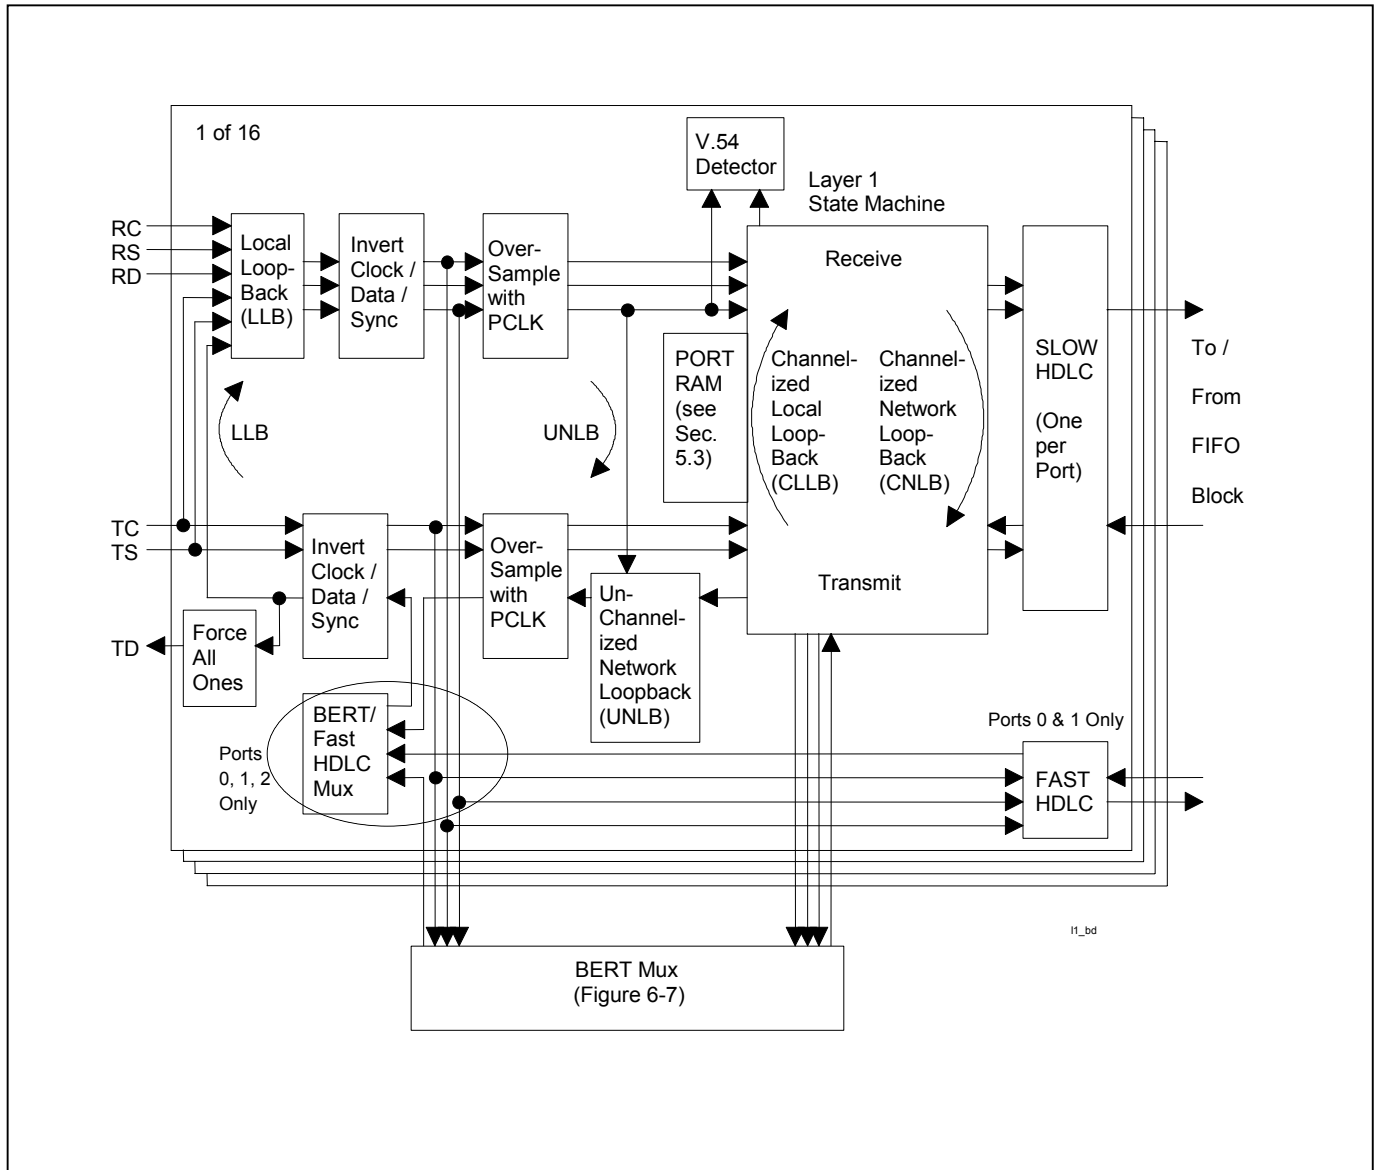 1 of 16
V.54
Detector
Layer 1
State Machine
RC
RS
RD
Local
Loop-
Back
(LLB)
Invert
Clock /
Data /
Sync
Over-
Sample
with
PCLK
Receive
PORT
RAM
(see
Sec.
5.3)
Channel-
ized
Local
Loop-
Back
(CLLB)
Channel-
ized
Network
Loop-
Back
(CNLB)
SLOW
HDLC
(One
per
Port)
To /
From
FIFO
Block
LLB
UNLB
TC
TS
TD
Invert
Clock /
Data /
Sync
Over-
Sample
with
PCLK
Un-
Channel-
ized
Network
Loopback
(UNLB)
Transmit
Force
All
Ones
BERT/
Fast
HDLC
Mux
Ports
0, 1, 2
Only
Ports 0 & 1 Only
FAST
HDLC
l1_bd
BERT Mux
(Figure 6-7)